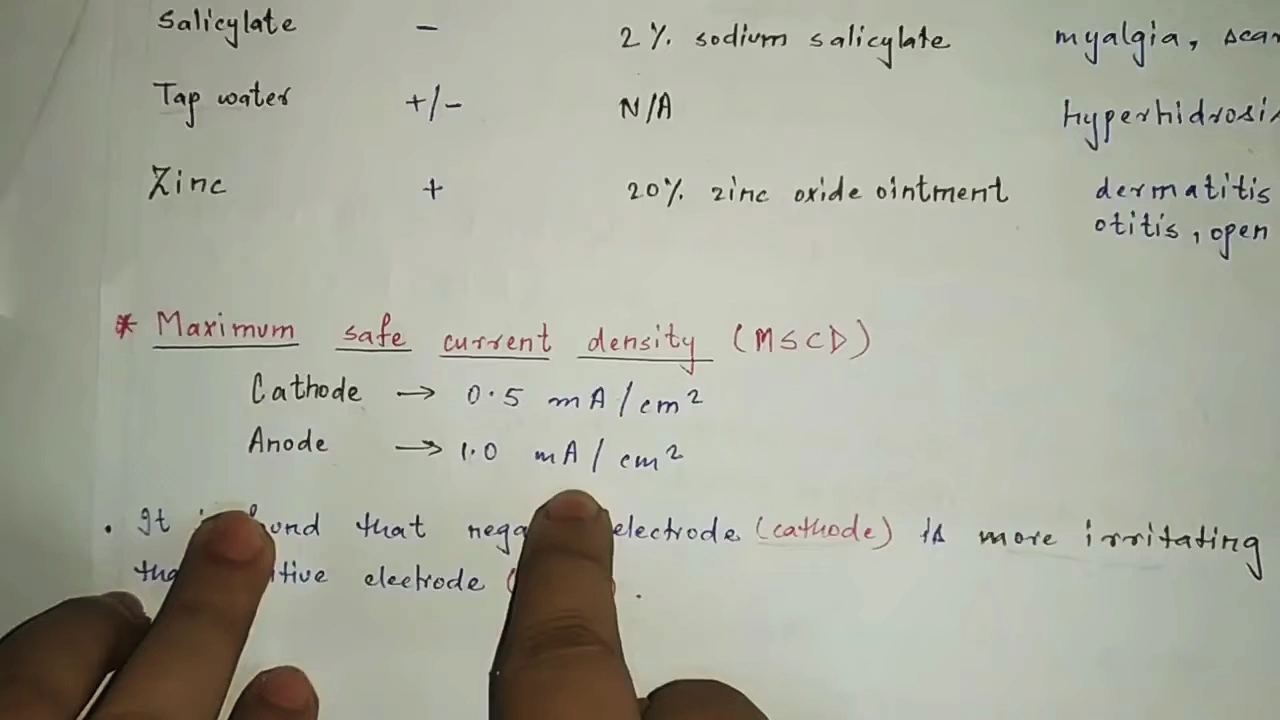 Salicylate - 2% sodium salicylate myalgia,
Tap water +/- N/A
Zinc + 20% zinc oxide ointment dermatitis
otitis, open
* Maximum safe current density (MSCD)
Cathode → 0.5 mA/cm²
Anode → 1.0 mA/cm²
• It that electrode (cathode) is more irritating
electrode .